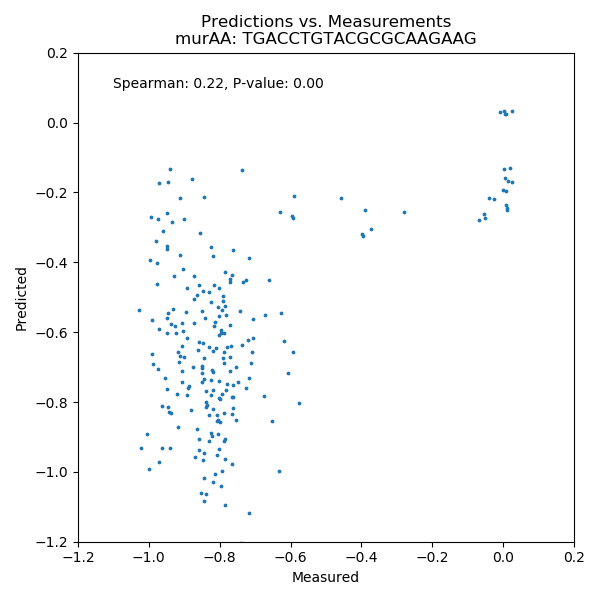 Predictions vs. Measurements
murAA: TGACCTGTACGCGCAAGAAG
Spearman: 0.22, P-value: 0.00
0.2
0.0
−0.2
−0.4
−0.6
−0.8
−1.0
−1.2
Predicted
−1.2 −1.0 −0.8 −0.6 −0.4 −0.2 0.0 0.2
Measured